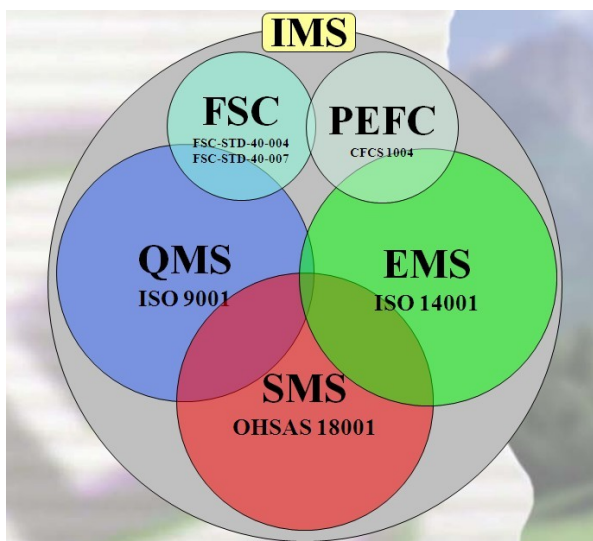 IMS
FSC
FSC-STD-40-004
FSC-STD-40-007
PEFC
CFCS 1004
QMS
ISO 9001
EMS
ISO 14001
SMS
OHSAS 18001